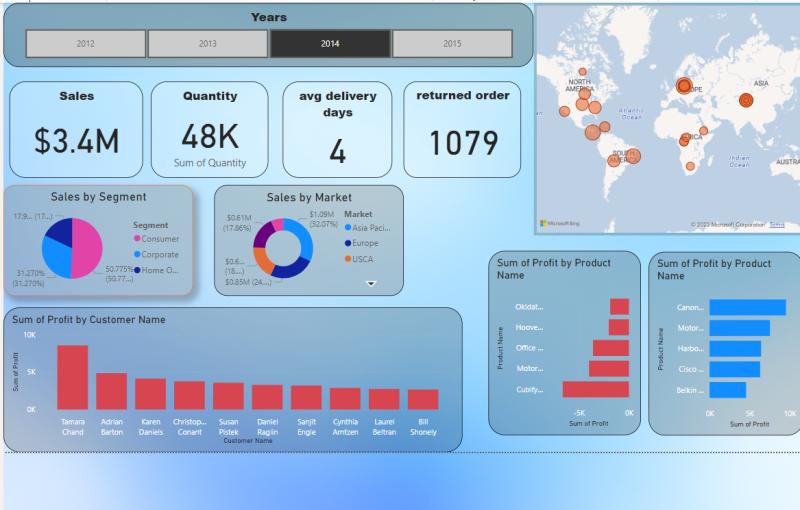 Years
2012
2013
2014
2015
Sales
$3.4M
Quantity
48K
Sum of Quantity
avg delivery
days
4
returned order
1079
NORTH
AMERICA
Atlantic
Ocean
ASIA
SOUTH
AMERICA
Indian
Ocean
AUSTRA
Microsoft Bing
© 2023 Microsoft Corporation Terms
Sales by Segment
17.9... (17...)
31.270%
(31.270%)
50.775%
(50.77...)
Segment
Consumer
Corporate
Home O...
Sales by Market
$0.61M
(17.86%)
$0.6...
(18....)
$0.85M (24....)
$1.09M
(32.07%)
Market
Asia Paci...
Europe
USCA
Sum of Profit by Customer Name
Sum of Profit
10K
5K
0K
Tamara
Chand
Adrian
Barton
Karen
Daniels
Christop...
Conant
Susan
Pistek
Daniel
Raglin
Sanjit
Engle
Cynthia
Arntzen
Laurel
Beltran
Bill
Shonely
Customer Name
Sum of Profit by Product
Name
Product Name
Okidat...
Hoove...
Office ...
Motor...
Cubify...
-5K
0K
Sum of Profit
Sum of Profit by Product
Name
Product Name
Canon...
Motor...
Harbo...
Cisco ...
Belkin ...
0K
5K
10K
Sum of Profit